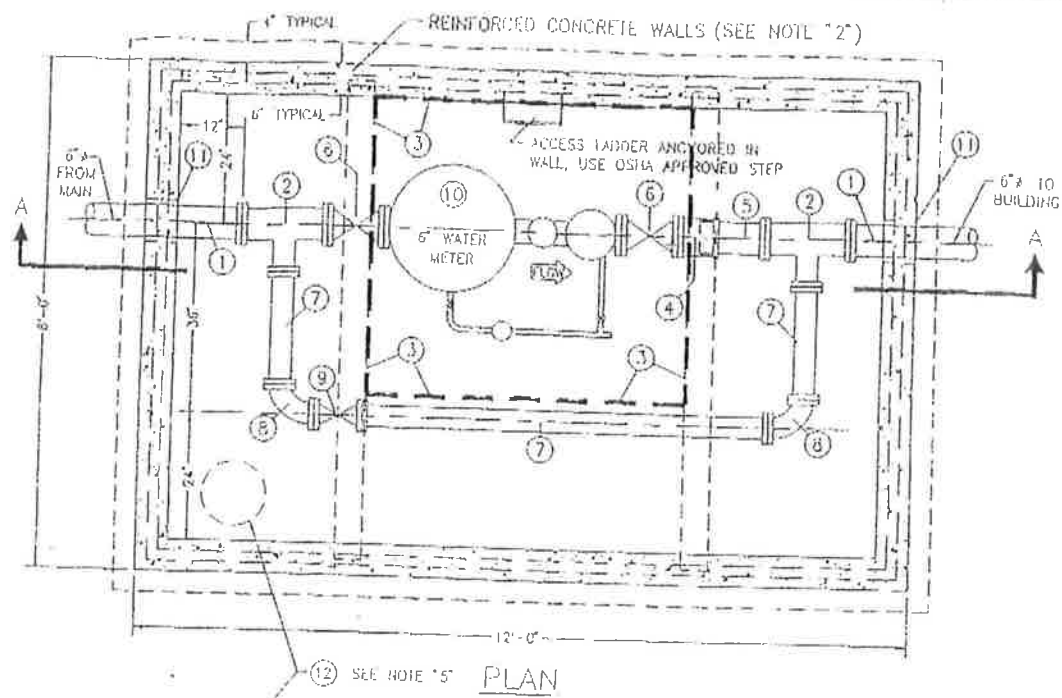 4" TYPICAL
REINFORCED CONCRETE WALLS (SEE NOTE "2")
6" TYPICAL
12"
24"
3
ACCESS LADDER ANCHORED IN
WALL, USE OSHA APPROVED STEP
11
6"ø
FROM
MAIN
6
10
11
6"ø TO
BUILDING
A
2
6
5
2
1
A
1
6" WATER
METER
FLOW
8'-0"
7
4
7
36"
3
3
3
9
8
7
8
24"
12'-0"
12 SEE NOTE "5"
PLAN